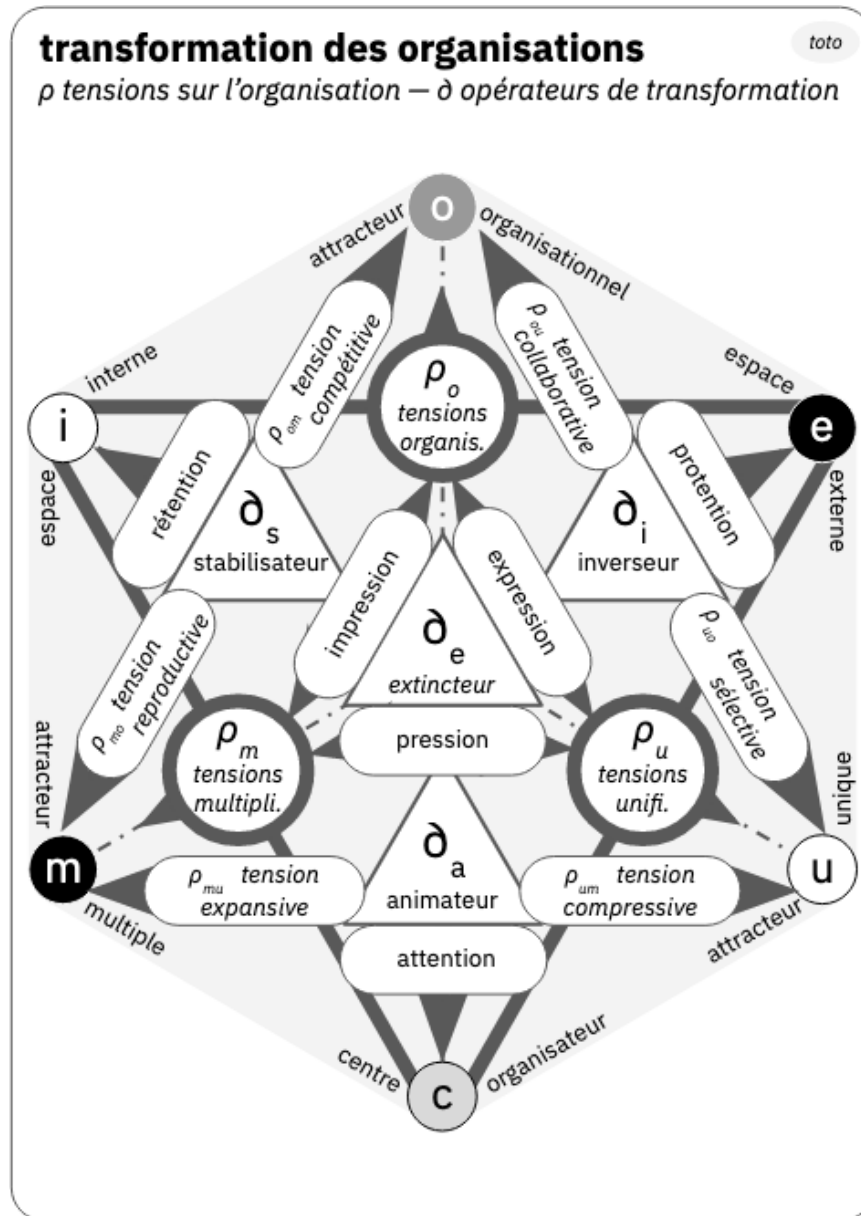 transformation des organisations
toto
ρ tensions sur l’organisation — ∂ opérateurs de transformation
o
attracteur
organisationnel
interne
espace
ρom tension
compétitive
ρou tension
collaborative
ρo
tensions
organis.
i
e
espace
externe
rétention
protention
∂s
stabilisateur
∂i
inverseur
impression
expression
∂e
extincteur
ρmo tension
reproductive
ρuo tension
sélective
pression
ρm
tensions
multipli.
ρu
tensions
unifi.
attracteur
unique
m
u
multiple
attracteur
∂a
animateur
ρmu tension
expansive
ρum tension
compressive
attention
centre
organisateur
c